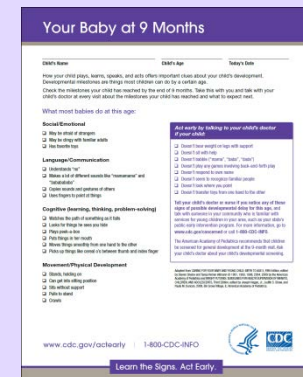 Your Baby at 9 Months
Child's Name
Child's Age
Today's Date
How your child plays, learns, speaks, and acts offers important clues about your child's development.
Developmental milestones are things most children can do by a certain age.
Check the milestones your child has reached by the end of 9 months. Take this with you and talk with your
child's doctor at every visit about the milestones your child has reached and what to expect next.
What most babies do at this age:
Social/Emotional
May be afraid of strangers
May be clingy with familiar adults
Has favorite toys
Language/Communication
Understands "no"
Makes a lot of different sounds like "mamamama" and
"bababababa"
Copies sounds and gestures of others
Uses fingers to point at things
Cognitive (learning, thinking, problem-solving)
Watches the path of something as it falls
Looks for things he sees you hide
Plays peek-a-boo
Puts things in her mouth
Moves things smoothly from one hand to the other
Picks up things like cereal o's between thumb and index finger
Movement/Physical Development
Stands, holding on
Can get into sitting position
Sits without support
Pulls to stand
Crawls
Act early by talking to your child's doctor
if your child:
Doesn't bear weight on legs with support
Doesn't sit with help
Doesn't babble ("mama", "baba", "dada")
Doesn't play any games involving back-and-forth play
Doesn't respond to own name
Doesn't seem to recognize familiar people
Doesn't look where you point
Doesn't transfer toys from one hand to the other
Tell your child's doctor or nurse if you notice any of these
signs of possible developmental delay for this age, and
talk with someone in your community who is familiar with
services for young children in your area, such as your state's
public early intervention program. For more information, go to
www.cdc.gov/concerned or call 1-800-CDC-INFO.
The American Academy of Pediatrics recommends that children
be screened for general development at the 9-month visit. Ask
your child's doctor about your child's developmental screening.
www.cdc.gov/actearly
1-800-CDC-INFO
CDC
Learn the Signs. Act Early.